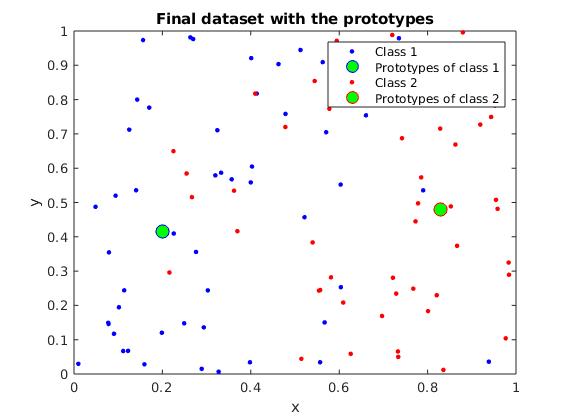 Final dataset with the prototypes
1
0.9
0.8
0.7
0.6
0.5
0.4
0.3
0.2
0.1
0
y
Class 1
Prototypes of class 1
Class 2
Prototypes of class 2
0 0.2 0.4 0.6 0.8 1
x